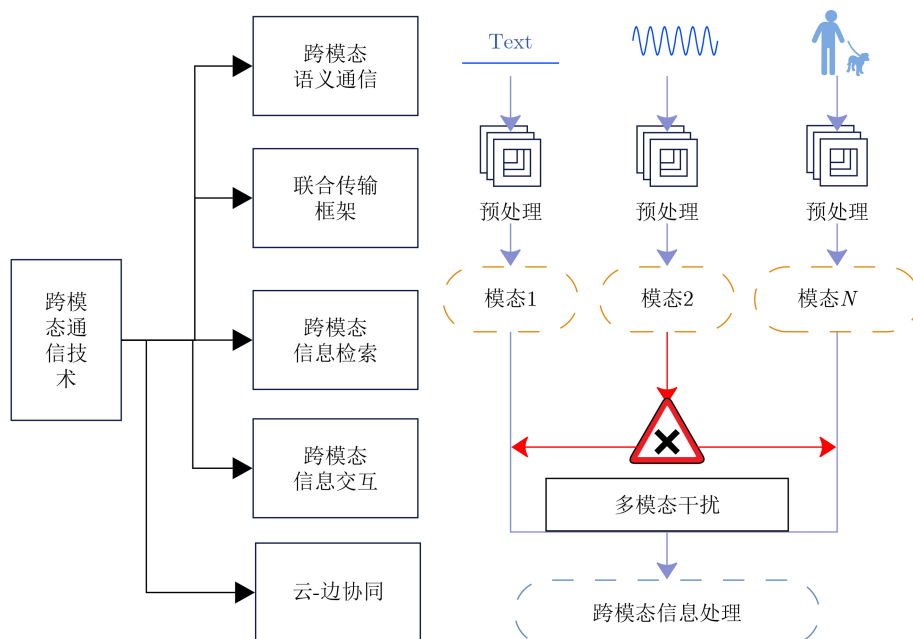 跨模
态通
信技
术
跨模态
语义通信
联合传输
框架
跨模态
信息检索
跨模态
信息交互
云-边协同
Text
预处理
预处理
预处理
模态1
模态2
模态N
多模态干扰
跨模态信息处理